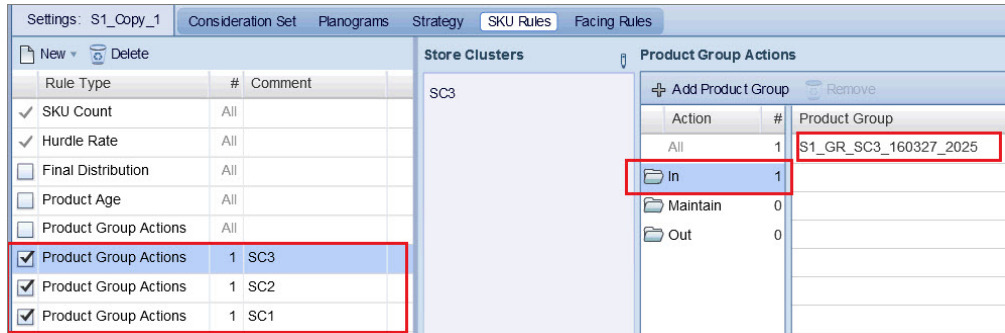 Settings: S1_Copy_1 Consideration Set Planograms Strategy SKU Rules Facing Rules
New Delete
Rule Type # Comment
SKU Count All
Hurdle Rate All
Final Distribution All
Product Age All
Product Group Actions All
Product Group Actions 1 SC3
Product Group Actions 1 SC2
Product Group Actions 1 SC1
Store Clusters
SC3
Product Group Actions
Add Product Group Remove
Action # Product Group
All 1 S1_GR_SC3_160327_2025
In 1
Maintain 0
Out 0